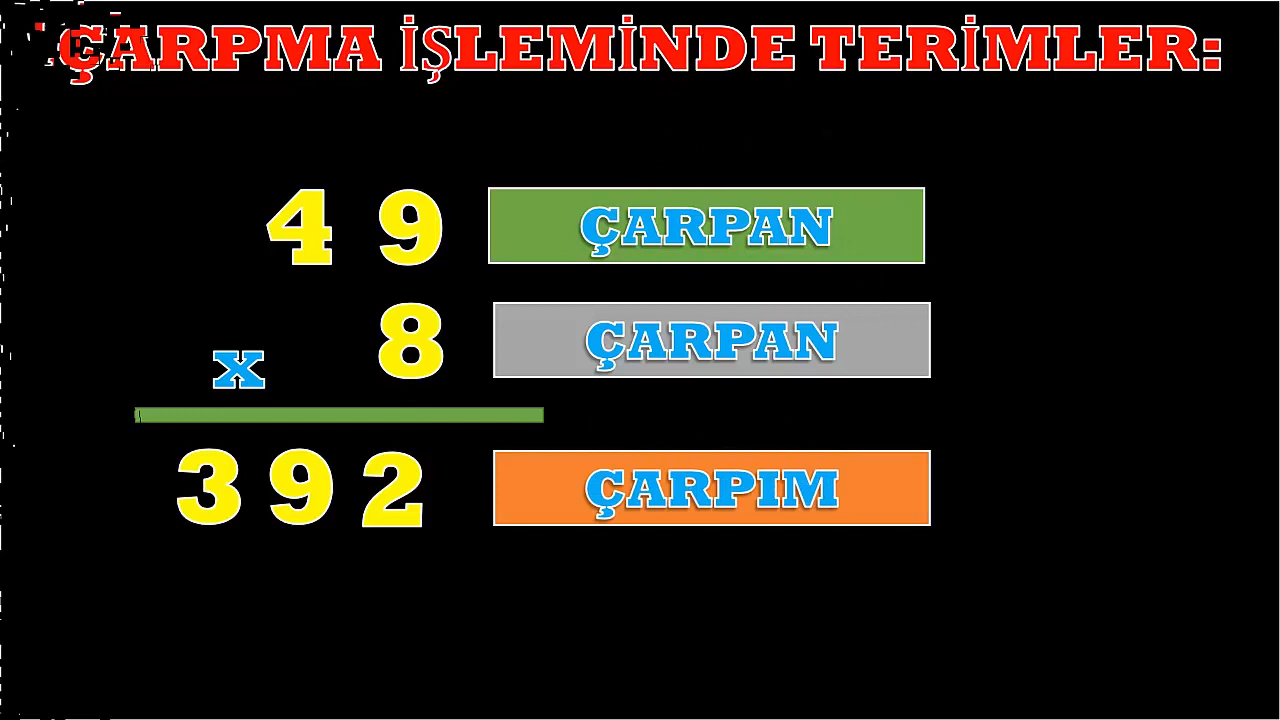 ÇARPMA İŞLEMİNDE TERİMLER:
4 9 ÇARPAN
x 8 ÇARPAN
3 9 2 ÇARPIM